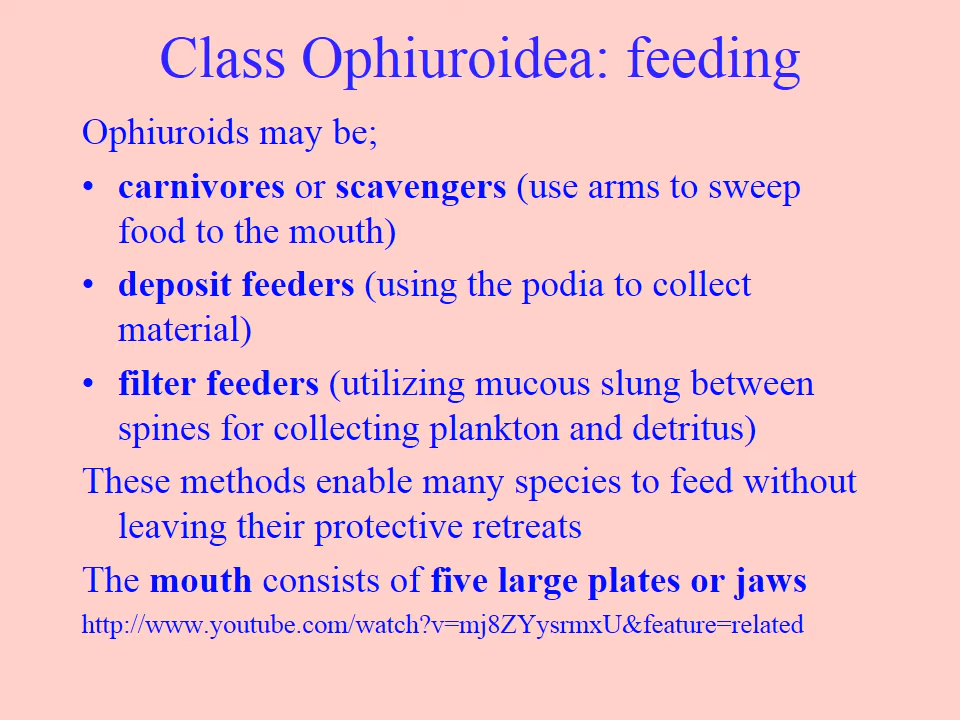 Class Ophiuroidea: feeding
Ophiuroids may be;
• carnivores or scavengers (use arms to sweep
food to the mouth)
• deposit feeders (using the podia to collect
material)
• filter feeders (utilizing mucous slung between
spines for collecting plankton and detritus)
These methods enable many species to feed without
leaving their protective retreats
The mouth consists of five large plates or jaws
http://www.youtube.com/watch?v=mj8ZYysrmxU&feature=related